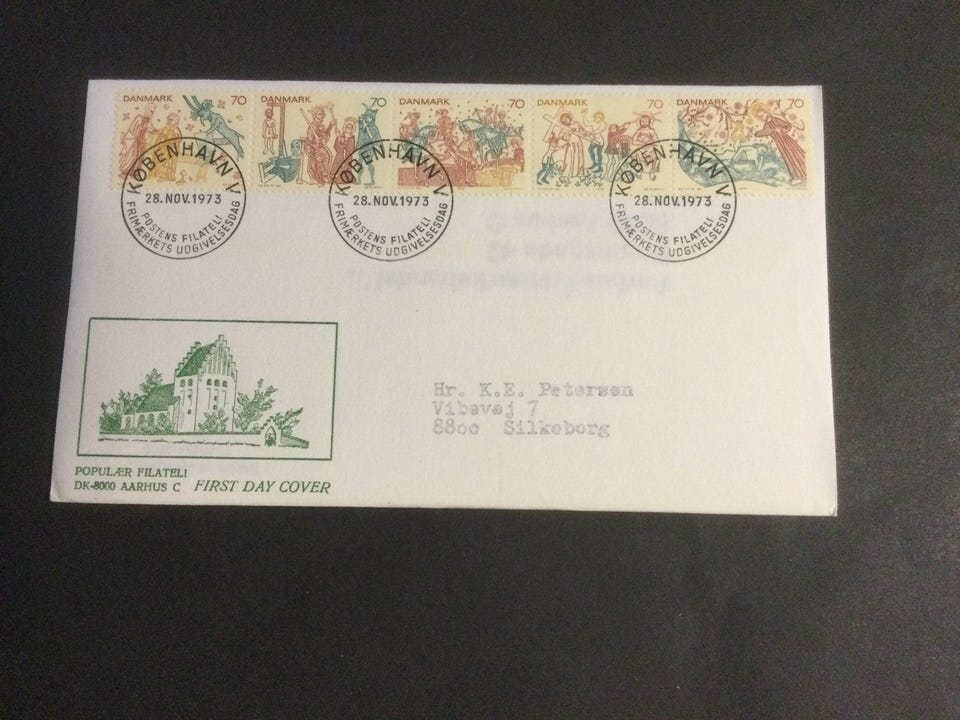 DANMARK 70
DANMARK 70
DANMARK 70
DANMARK 70
DANMARK 70
KØBENHAVN V
28.NOV.1973
POSTENS FILATELI
FRIMÆRKETS UDGIVELSESDAG
KØBENHAVN V
28.NOV.1973
POSTENS FILATELI
FRIMÆRKETS UDGIVELSESDAG
KØBENHAVN V
28.NOV.1973
POSTENS FILATELI
FRIMÆRKETS UDGIVELSESDAG
Hr. K.E. Petersen
Vibevej 7
88oo Silkeborg
POPULÆR FILATELI
DK-8000 AARHUS C FIRST DAY COVER